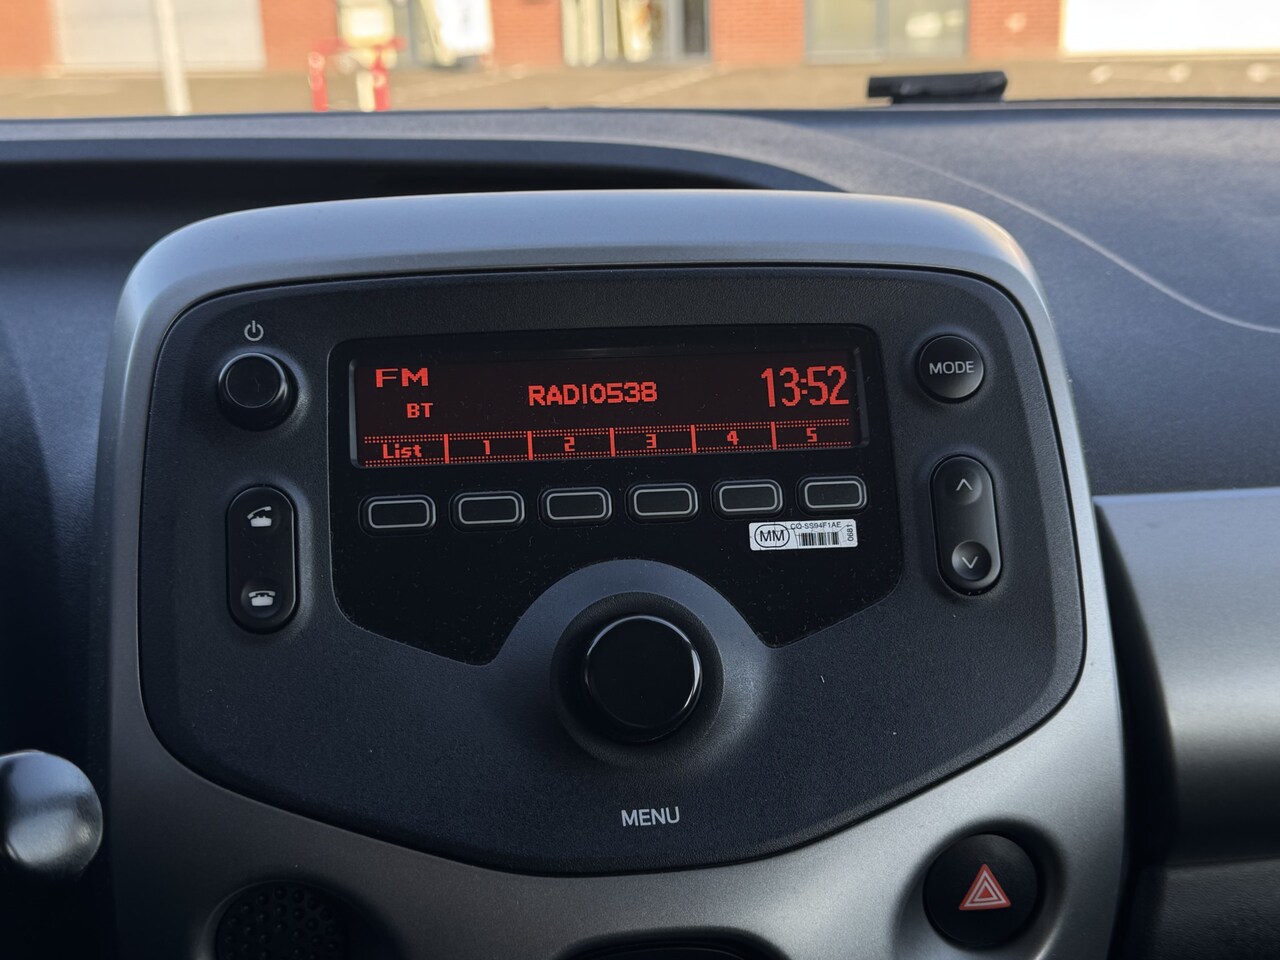 FM
RADIO538
13:52
BT
List 1 2 3 4 5
MODE
MM
CQ-SS94F1AE
0681
MENU